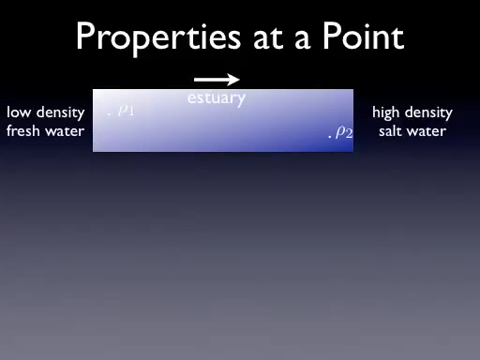 Properties at a Point
estuary
low density
fresh water
. ρ1
. ρ2
high density
salt water